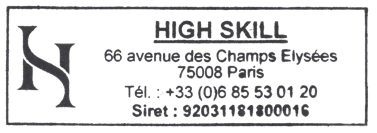 HIGH SKILL
66 avenue des Champs Elysées
75008 Paris
Tél. : +33 (0)6 85 53 01 20
Siret : 92031181800016